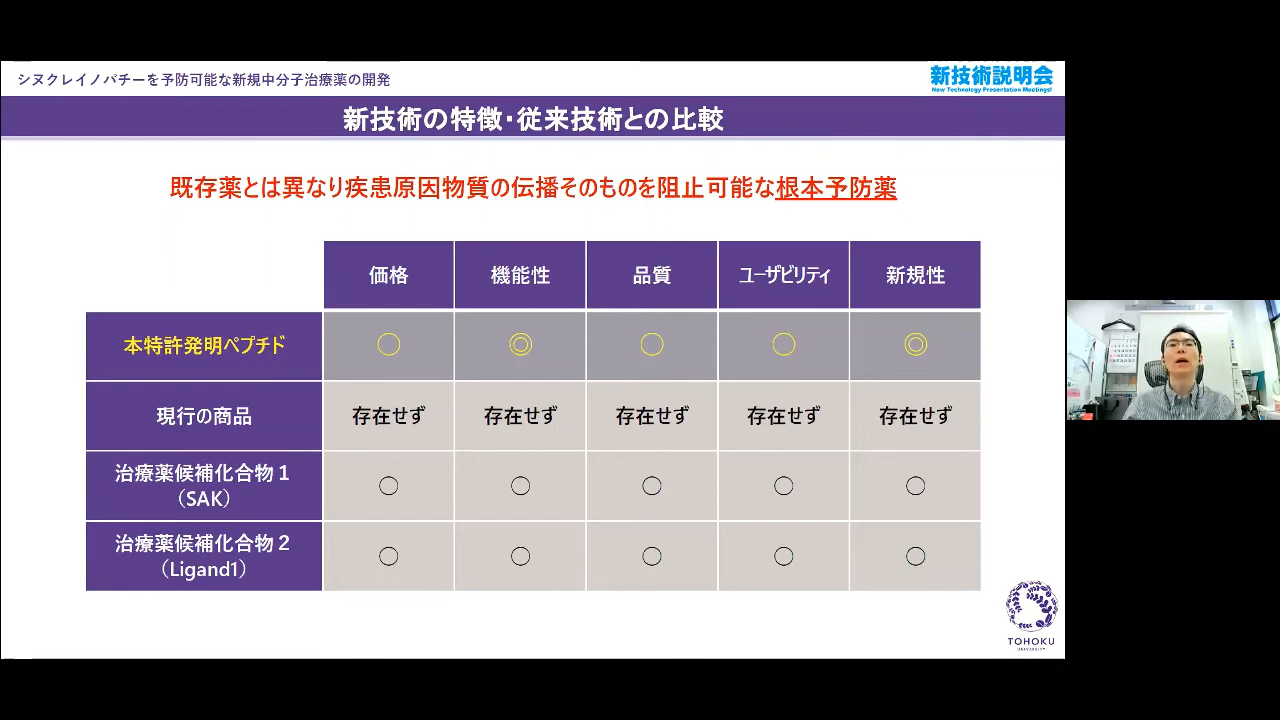 シヌクレイノパチーを予防可能な新規中分子治療薬の開発
新技術説明会
New Technology Presentation Meetings!
新技術の特徴・従来技術との比較
既存薬とは異なり疾患原因物質の伝播そのものを阻止可能な根本予防薬
価格 機能性 品質 ユーザビリティ 新規性
本特許発明ペプチド ○ ◎ ○ ○ ◎
現行の商品 存在せず 存在せず 存在せず 存在せず 存在せず
治療薬候補化合物1
(SAK) ○ ○ ○ ○ ○
治療薬候補化合物2
(Ligand1) ○ ○ ○ ○ ○
TOHOKU
UNIVERSITY